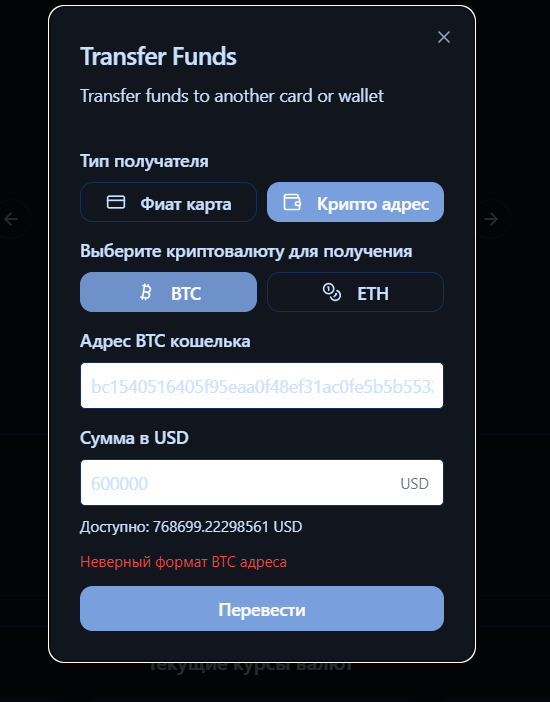 Transfer Funds
Transfer funds to another card or wallet
Тип получателя
Фиат карта
Крипто адрес
Выберите криптовалюту для получения
BTC
ETH
Адрес BTC кошелька
bc1540516405f95eaa0f48ef31ac0fe5b5b553
Сумма в USD
600000 USD
Доступно: 768699.22298561 USD
Неверный формат BTC адреса
Перевести
Текущие курсы валют